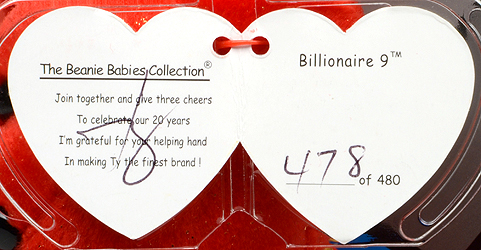 The Beanie Babies Collection®
Join together and give three cheers
To celebrate our 20 years
I'm grateful for your helping hand
In making Ty the finest brand !
Billionaire 9™
478 of 480